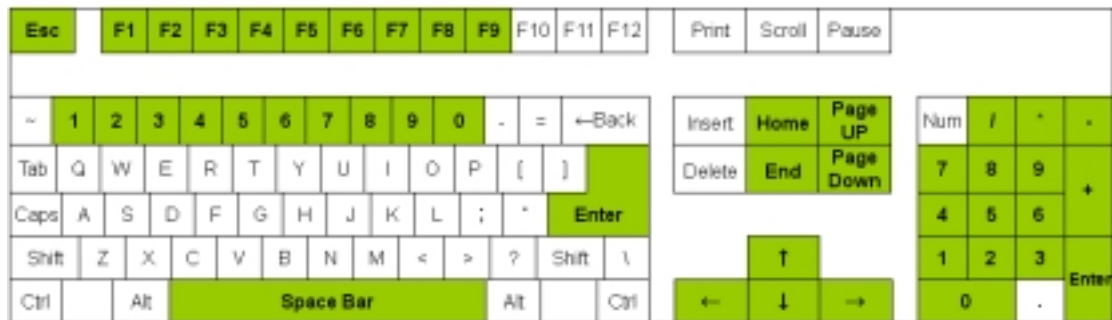 Esc F1 F2 F3 F4 F5 F6 F7 F8 F9 F10 F11 F12 Print Scroll Pause
~ 1 2 3 4 5 6 7 8 9 0 - = ←Back Insert Home Page UP Num / * -
Tab Q W E R T Y U I O P [ ] Delete End Page Down 7 8 9 +
Caps A S D F G H J K L ; " Enter 4 5 6
Shift Z X C V B N M < > ? Shift \ ↑ 1 2 3 Enter
Ctrl Alt Space Bar Alt Ctrl ← ↓ → 0 .